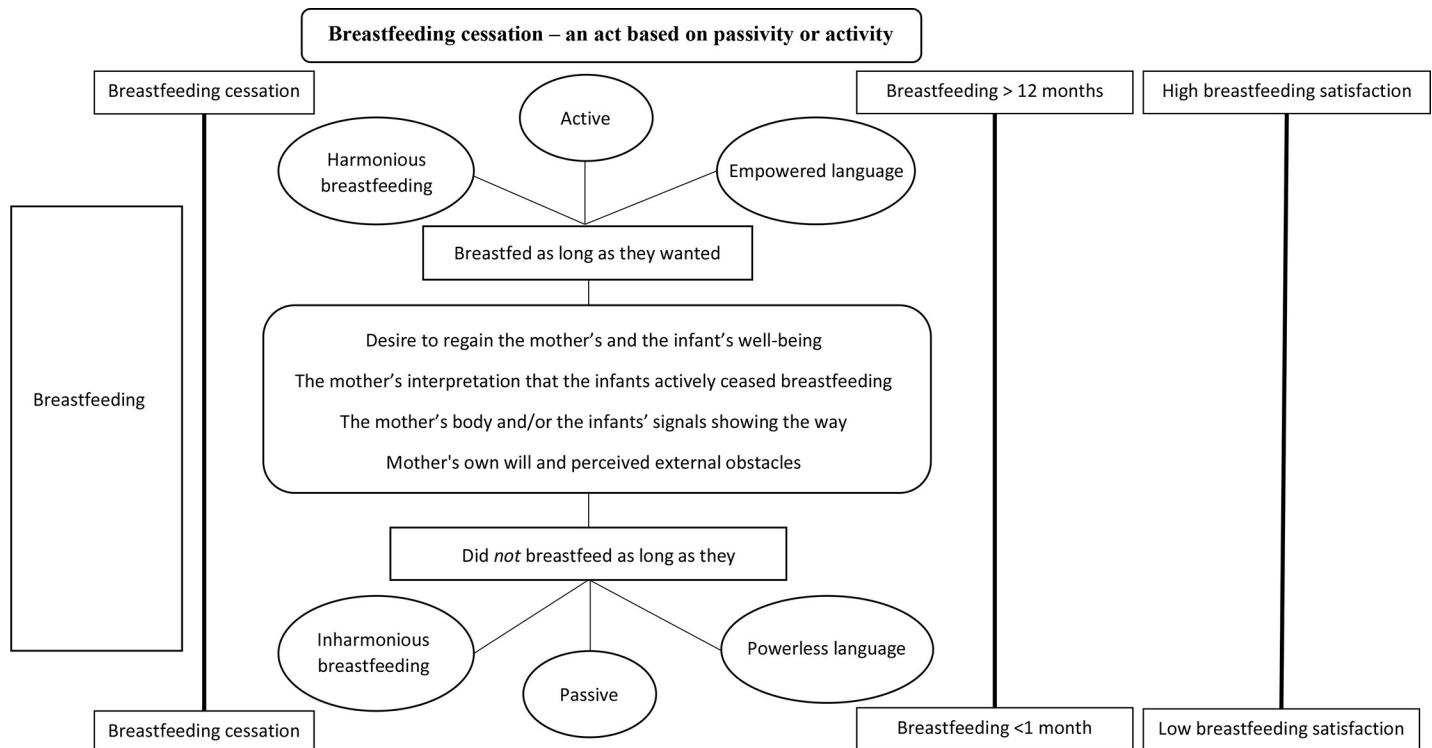 Breastfeeding cessation – an act based on passivity or activity
Breastfeeding cessation
Breastfeeding > 12 months
High breastfeeding satisfaction
Active
Harmonious
breastfeeding
Empowered language
Breastfed as long as they wanted
Desire to regain the mother’s and the infant’s well-being
The mother’s interpretation that the infants actively ceased breastfeeding
The mother’s body and/or the infants’ signals showing the way
Mother's own will and perceived external obstacles
Breastfeeding
Did not breastfeed as long as they
Inharmonious
breastfeeding
Passive
Powerless language
Breastfeeding cessation
Breastfeeding <1 month
Low breastfeeding satisfaction